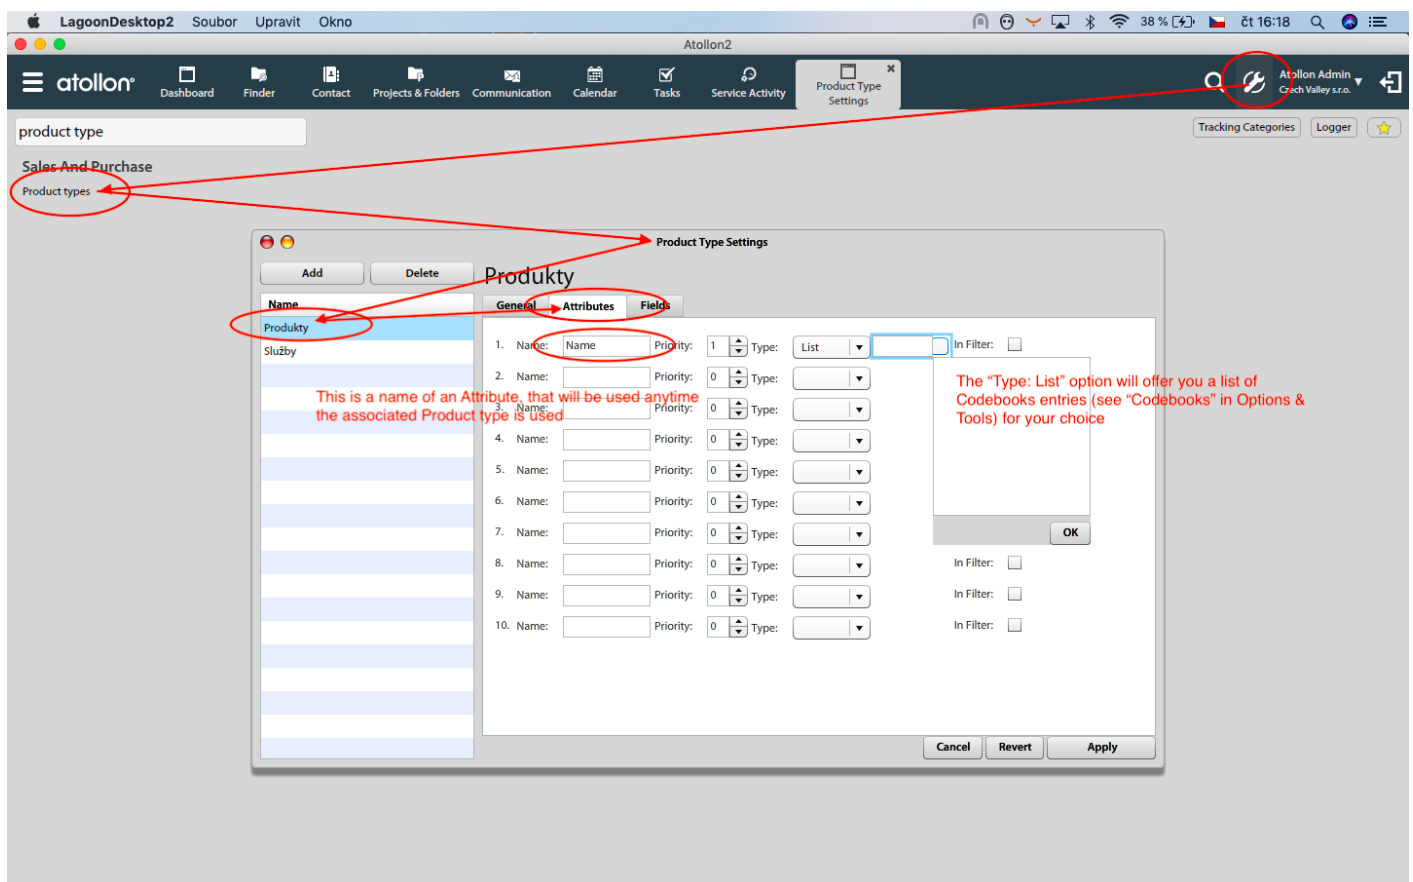 LagoonDesktop2 Soubor Upravit Okno 38 % čt 16:18
Atollon2
atollon Dashboard Finder Contact Projects & Folders Communication Calendar Tasks Service Activity Product Type Settings Atollon Admin
Czech Valley s.r.o.
product type
Tracking Categories Logger
Sales And Purchase
Product types
Product Type Settings
Add Delete
Produkty
Name
General Attributes Fields
Produkty
Služby
1. Name: Name Priority: 1 Type: List In Filter:
2. Name: Priority: 0 Type:
3. Name: Priority: 0 Type:
4. Name: Priority: 0 Type:
5. Name: Priority: 0 Type:
6. Name: Priority: 0 Type:
7. Name: Priority: 0 Type:
8. Name: Priority: 0 Type: In Filter:
9. Name: Priority: 0 Type: In Filter:
10. Name: Priority: 0 Type: In Filter:
This is a name of an Attribute, that will be used anytime
the associated Product type is used
The “Type: List” option will offer you a list of
Codebooks entries (see “Codebooks” in Options &
Tools) for your choice
OK
Cancel Revert Apply